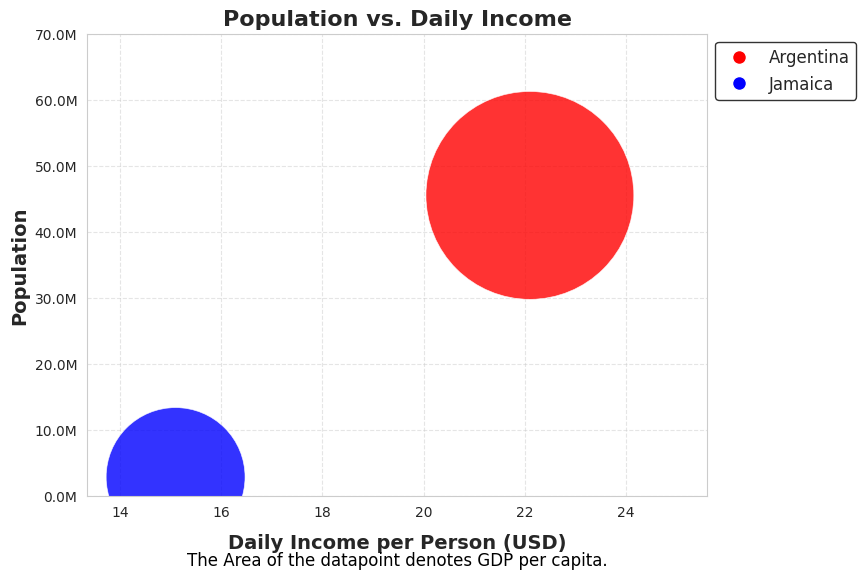 Population vs. Daily Income
70.0M
60.0M
50.0M
40.0M
30.0M
20.0M
10.0M
0.0M
Population
14 16 18 20 22 24
Daily Income per Person (USD)
The Area of the datapoint denotes GDP per capita.
Argentina
Jamaica